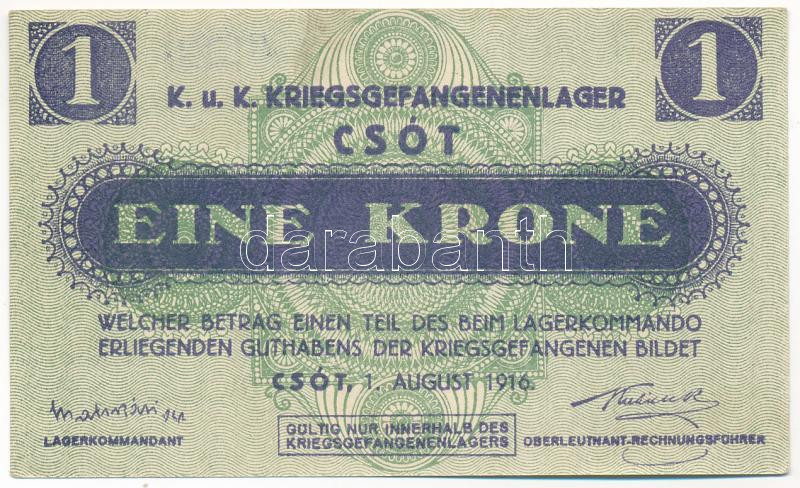 1 1
K. u. K. KRIEGSGEFANGENENLAGER
CSÓT
EINE KRONE
darabanth
WELCHER BETRAG EINEN TEIL DES BEIM LAGERKOMMANDO
ERLIEGENDEN GUTHABENS DER KRIEGSGEFANGENEN BILDET
CSÓT, 1. AUGUST 1916.
LAGERKOMMANDANT
GÜLTIG NUR INNERHALB DES
KRIEGSGEFANGENENLAGERS
OBERLEUTNANT-RECHNUNGSFÜHRER